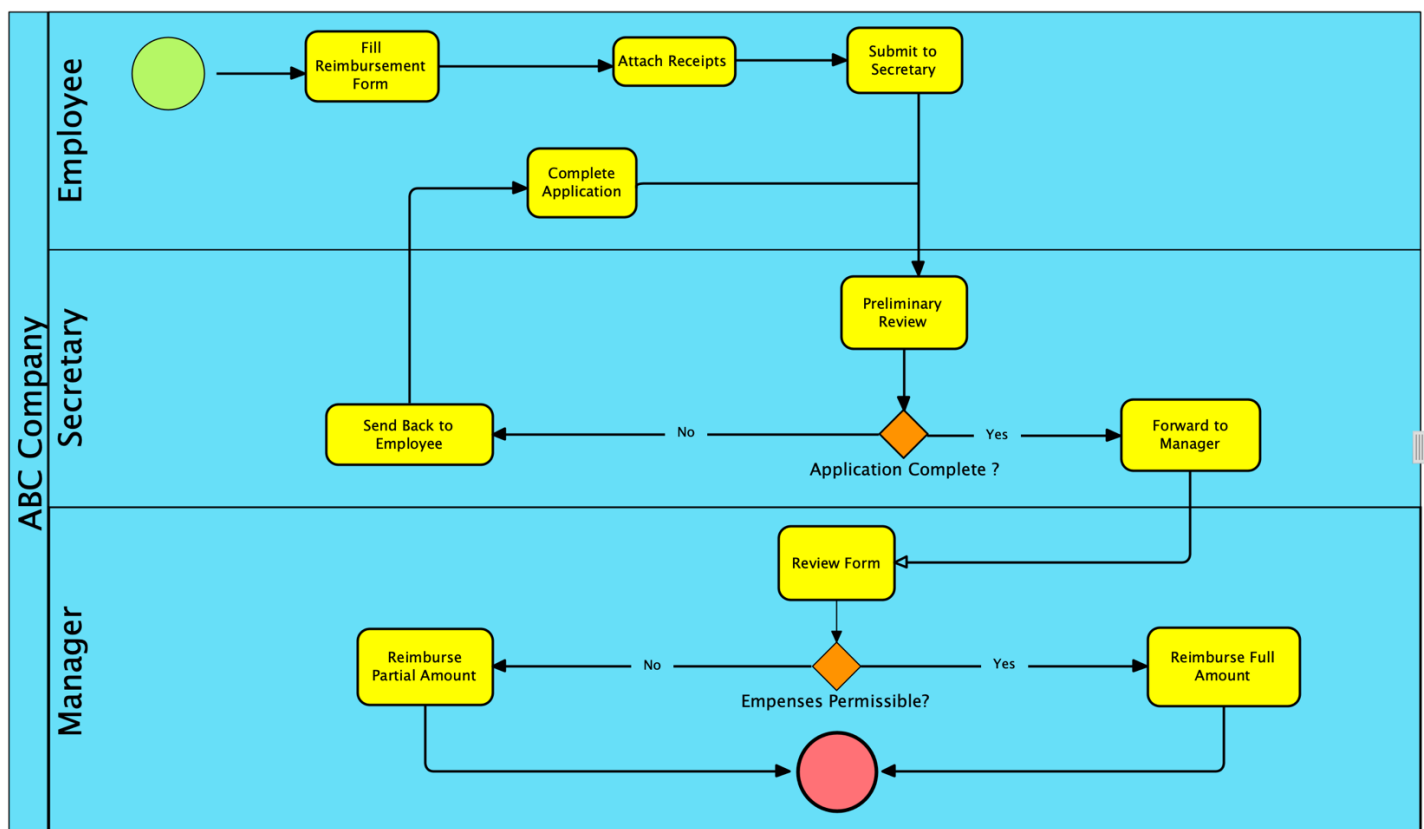 ABC Company
Employee
Fill
Reimbursement
Form
Attach Receipts
Submit to
Secretary
Complete
Application
Secretary
Preliminary
Review
Send Back to
Employee
No
Yes
Application Complete ?
Forward to
Manager
Manager
Review Form
Reimburse
Partial Amount
No
Yes
Empenses Permissible?
Reimburse Full
Amount